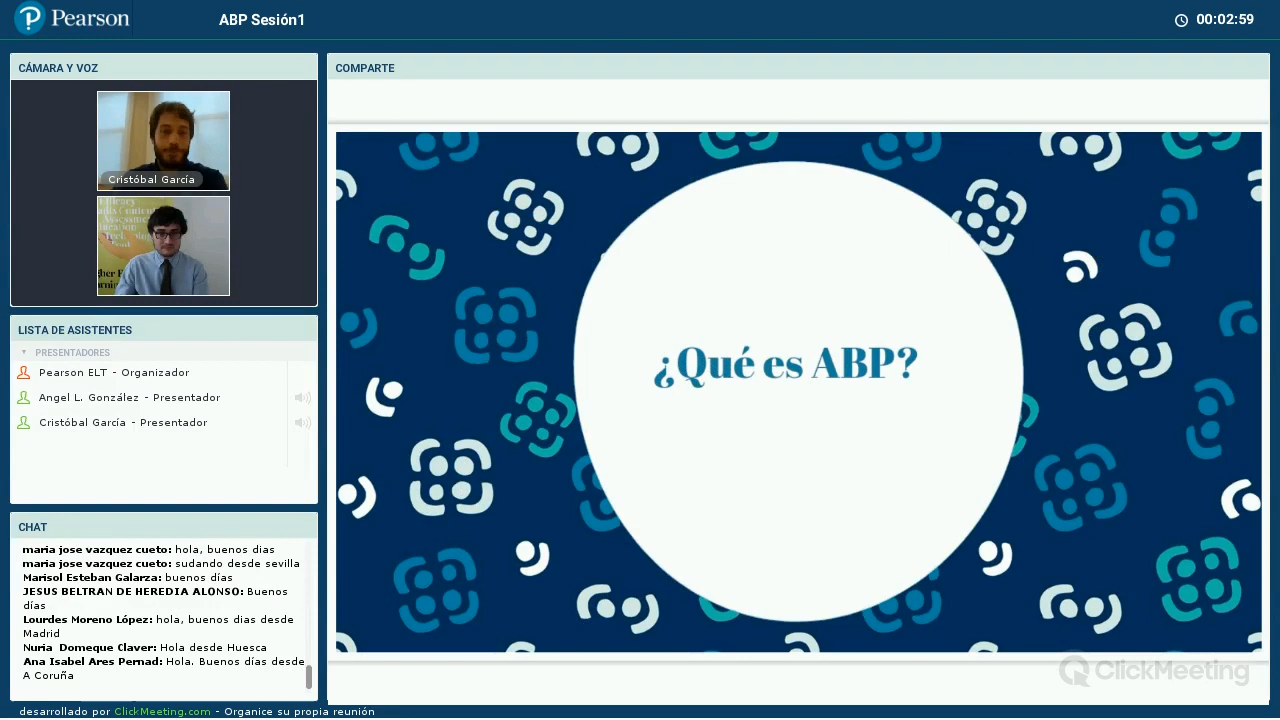 Pearson
ABP Sesión1
00:02:59
CÁMARA Y VOZ
Cristóbal García
LISTA DE ASISTENTES
PRESENTADORES
Pearson ELT - Organizador
Angel L. González - Presentador
Cristóbal García - Presentador
CHAT
maria jose vazquez cueto: hola, buenos dias
maria jose vazquez cueto: sudando desde sevilla
Marisol Esteban Galarza: buenos días
JESUS BELTRAN DE HEREDIA ALONSO: Buenos
días
Lourdes Moreno López: hola, buenos dias desde
Madrid
Nuria Domeque Claver: Hola desde Huesca
Ana Isabel Ares Pernad: Hola. Buenos días desde
A Coruña
COMPARTE
¿Qué es ABP?
ClickMeeting
desarrollado por ClickMeeting.com - Organice su propia reunión